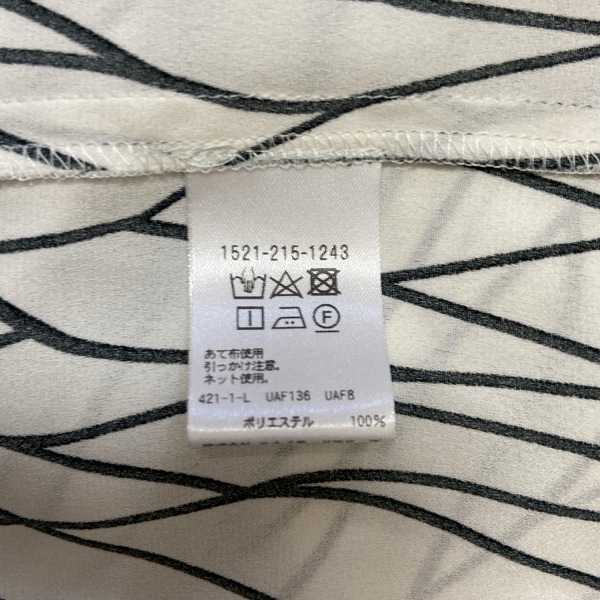 1521-215-1243
あて布使用
引っかけ注意。
ネット使用。
421-1-L UAF136 UAF8
ポリエステル 100%